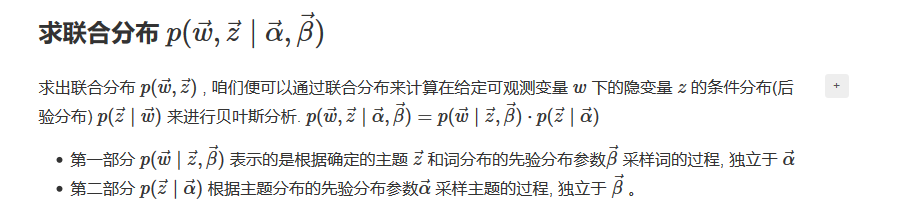 求联合分布 $p(\vec{w}, \vec{z} \mid \vec{\alpha}, \vec{\beta})$
求出联合分布 $p(\vec{w}, \vec{z})$ , 咱们便可以通过联合分布来计算在给定可观测变量 $w$ 下的隐变量 $z$ 的条件分布(后
+
验分布) $p(\vec{z} \mid \vec{w})$ 来进行贝叶斯分析. $p(\vec{w}, \vec{z} \mid \vec{\alpha}, \vec{\beta}) = p(\vec{w} \mid \vec{z}, \vec{\beta}) \cdot p(\vec{z} \mid \vec{\alpha})$
• 第一部分 $p(\vec{w} \mid \vec{z}, \vec{\beta})$ 表示的是根据确定的主题 $\vec{z}$ 和词分布的先验分布参数$\vec{\beta}$ 采样词的过程, 独立于 $\vec{\alpha}$
• 第二部分 $p(\vec{z} \mid \vec{\alpha})$ 根据主题分布的先验分布参数$\vec{\alpha}$ 采样主题的过程, 独立于 $\vec{\beta}$ 。